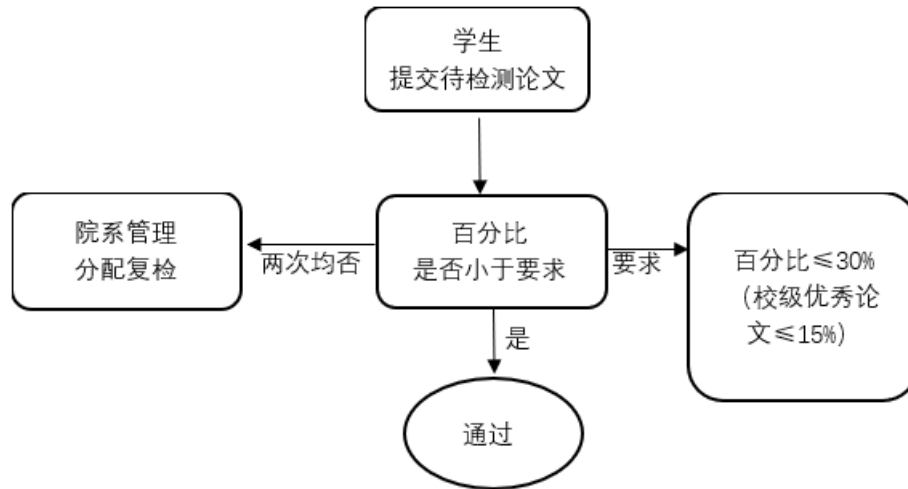 学生
提交待检测论文
院系管理
分配复检
两次均否
百分比
是否小于要求
要求
百分比≤30%
（校级优秀论
文≤15%）
是
通过